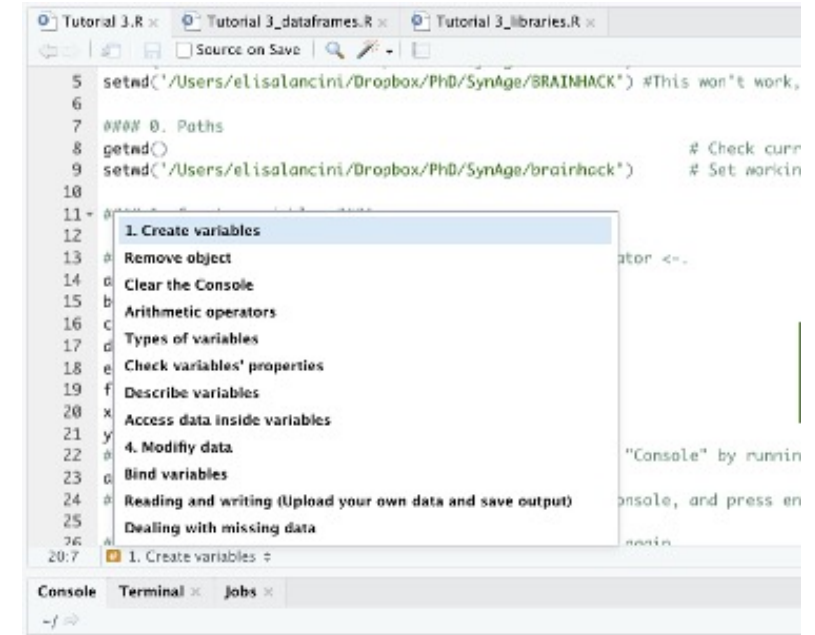 Tutorial 3.R × Tutorial 3_dataframes.R × Tutorial 3_libraries.R ×
Source on Save
5 setwd('/Users/elisalancini/Dropbox/PhD/SynAge/BRAINHACK') #This won't work,
6
7 #### 0. Paths
8 getwd() # Check curr
9 setwd('/Users/elisalancini/Dropbox/PhD/SynAge/brainhack') # Set workin
10
11
12
13 ator <-.
14
15 b
16 c
17 d
18 e
19 f
20 x
21 y
22 "Console" by runnin
23
24 onsole, and press en
25
26
1. Create variables
Remove object
Clear the Console
Arithmetic operators
Types of variables
Check variables' properties
Describe variables
Access data inside variables
4. Modifiy data
Bind variables
Reading and writing (Upload your own data and save output)
Dealing with missing data
20:7 1. Create variables
Console Terminal × Jobs ×
~/